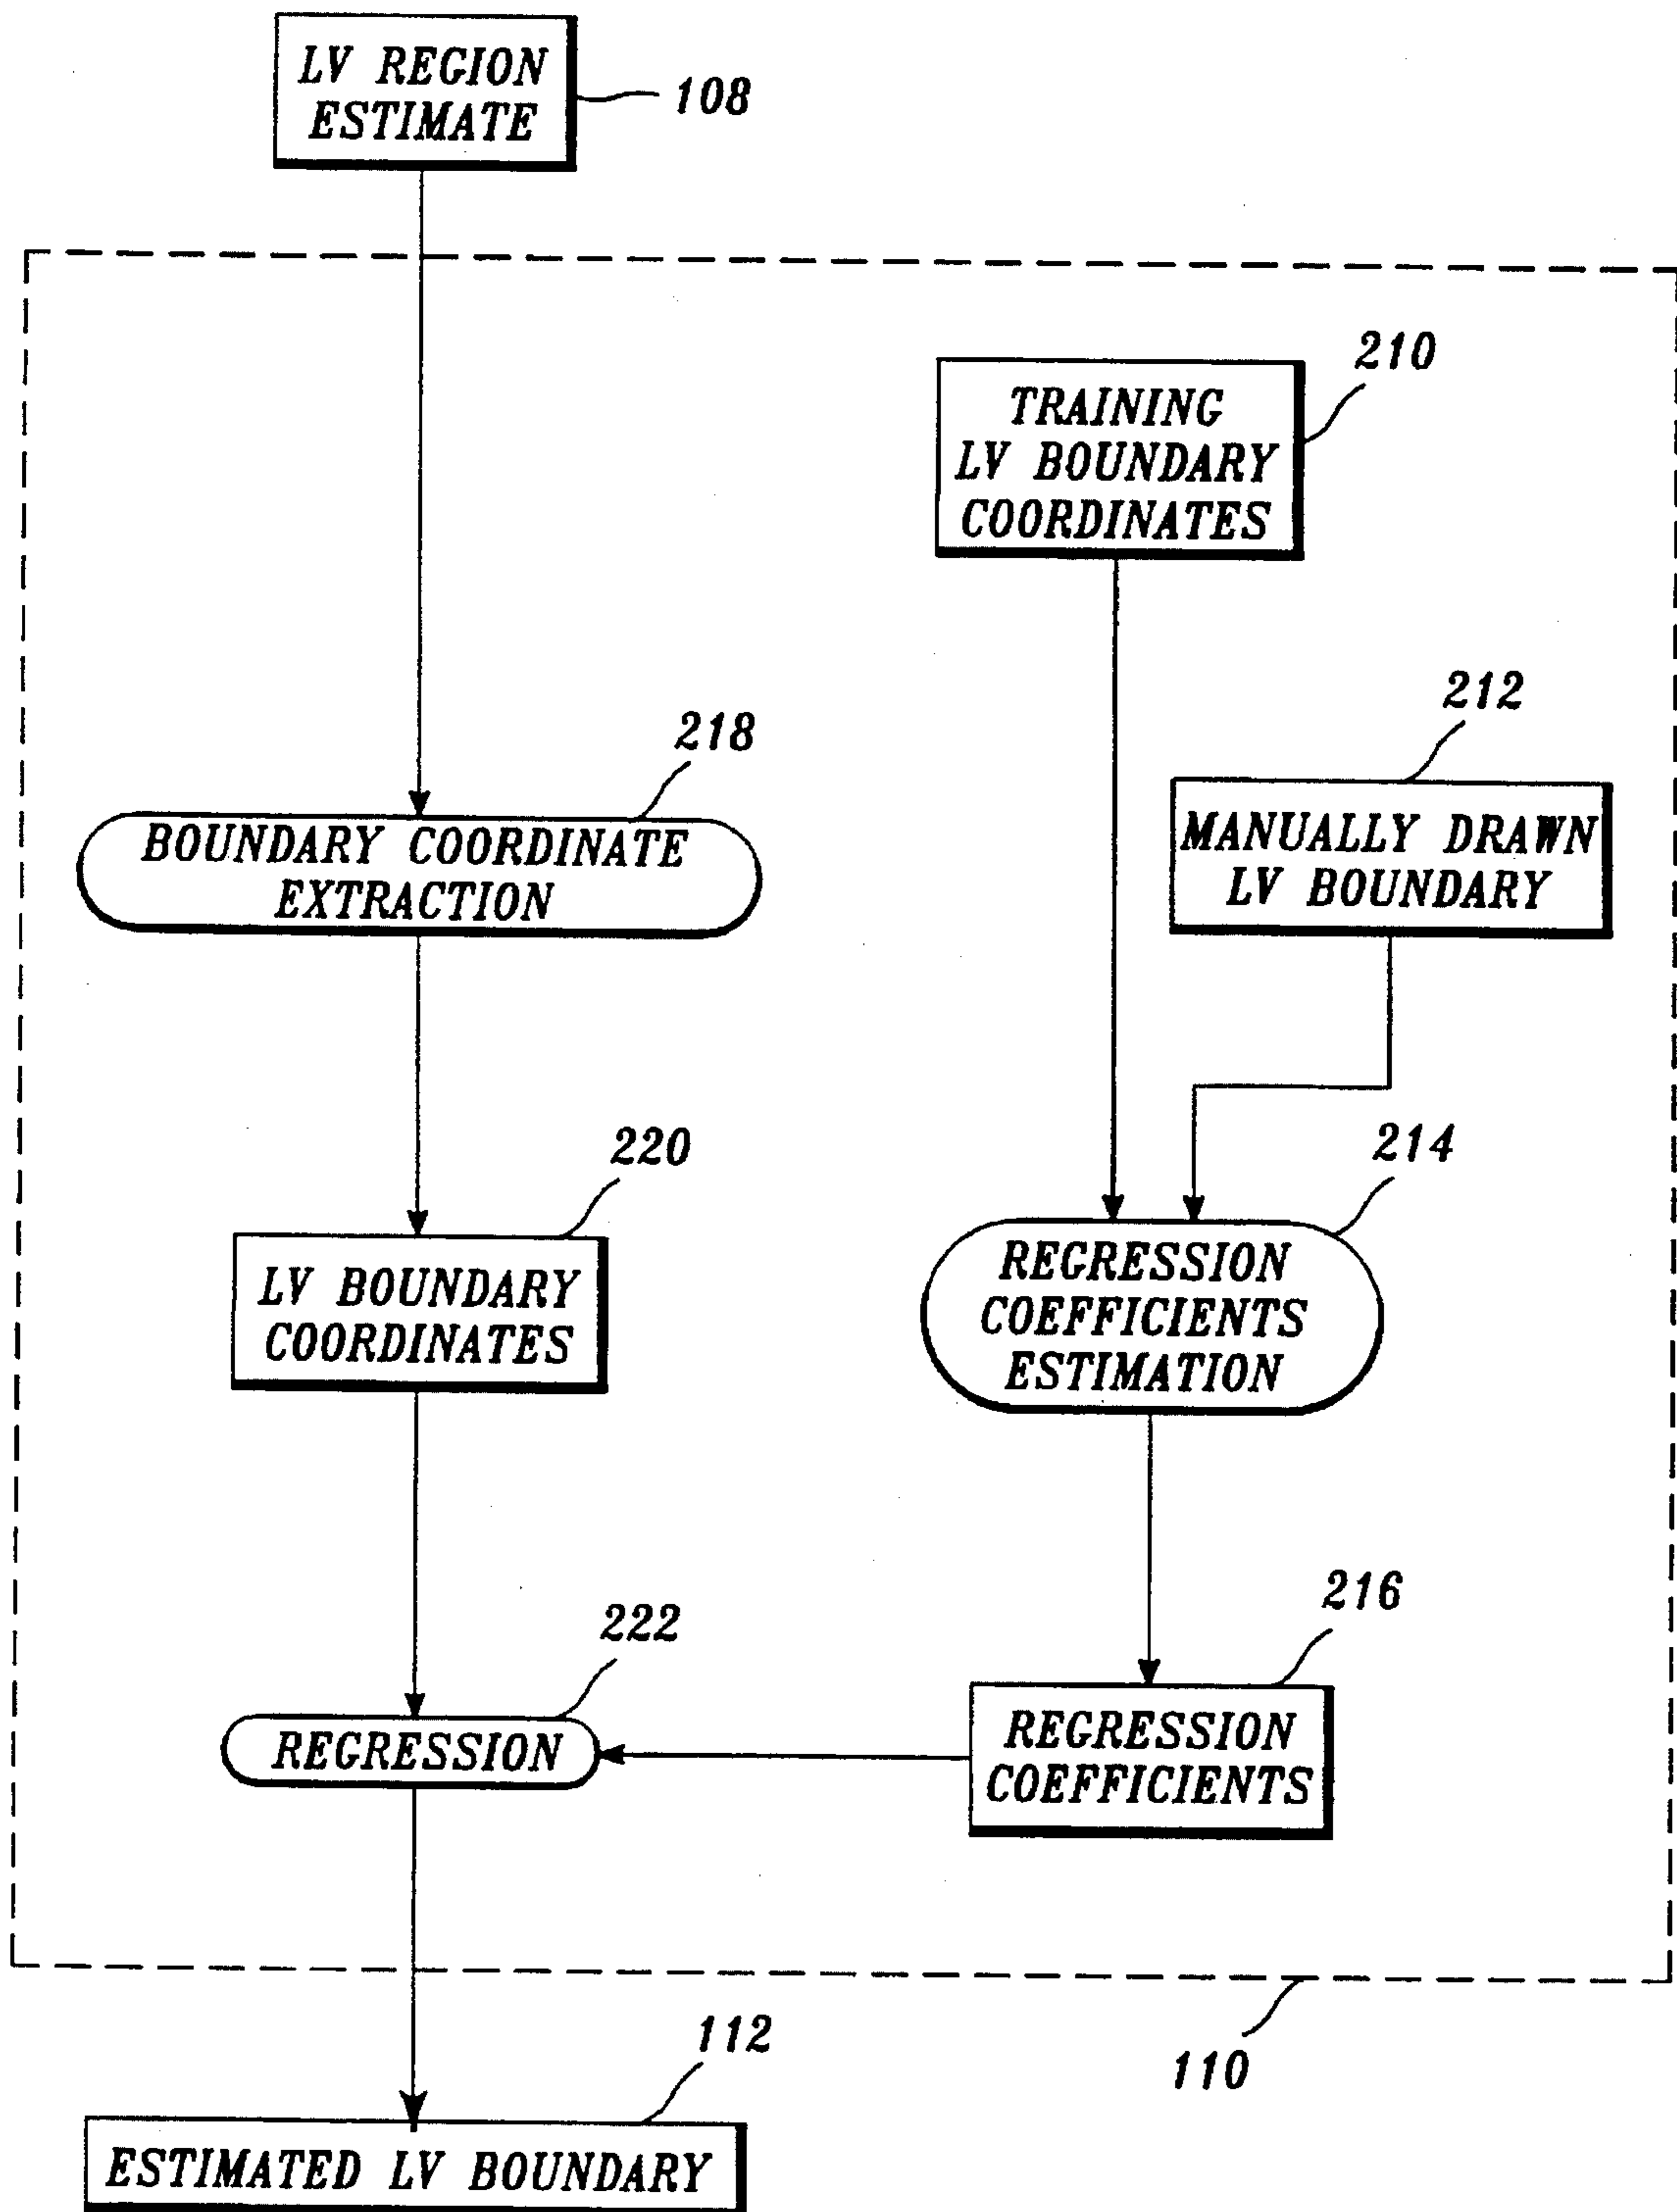 LV REGION
ESTIMATE
108
210
TRAINING
LV BOUNDARY
COORDINATES
212
MANUALLY DRAWN
LV BOUNDARY
218
BOUNDARY COORDINATE
EXTRACTION
220
LV BOUNDARY
COORDINATES
214
REGRESSION
COEFFICIENTS
ESTIMATION
222
REGRESSION
216
REGRESSION
COEFFICIENTS
110
112
ESTIMATED LV BOUNDARY